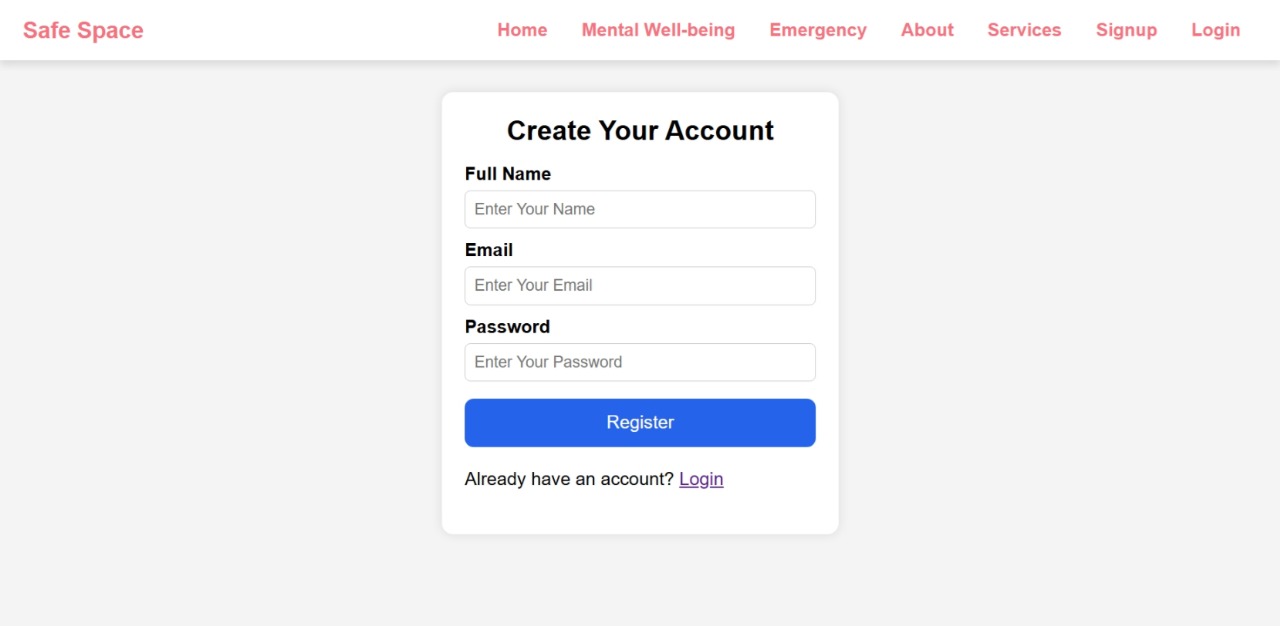 Safe Space Home Mental Well-being Emergency About Services Signup Login
Create Your Account
Full Name
Enter Your Name
Email
Enter Your Email
Password
Enter Your Password
Register
Already have an account? Login